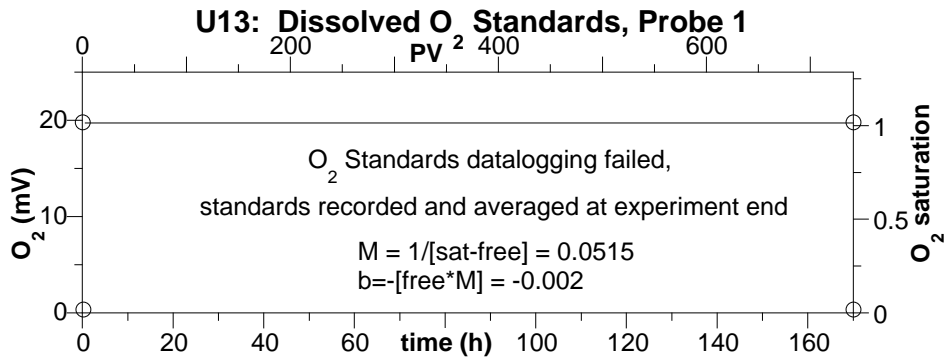 U13: Dissolved O2 Standards, Probe 1
0 200 400 600
PV
20
10
0
O2 (mV)
O2 Standards datalogging failed,
standards recorded and averaged at experiment end
M = 1/[sat-free] = 0.0515
b=-[free*M] = -0.002
1
0.5
0
O2 saturation
0 20 40 60 80 100 120 140 160
time (h)